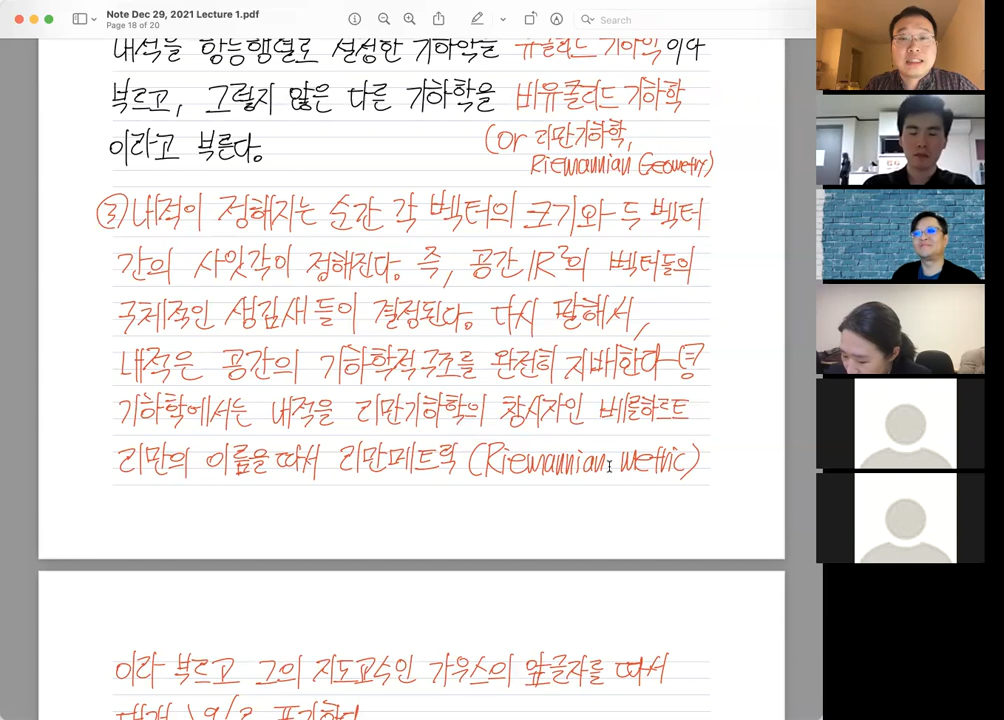 Note Dec 29, 2021 Lecture 1.pdf
Page 18 of 20
Search
내적을 항등행렬로 설정한 기하학을 유클리드 기하학이라
부르고, 그렇지 않은 다른 기하학을 비유클리드 기하학
(or 리만기하학,
이라고 부른다.
Riemannian Geometry)
③ 내적이 정해지는 순간 각 벡터의 크기와 두 벡터
간의 사잇각이 정해진다. 즉, 공간 ℝ²의 벡터들의
구체적인 생김새들이 결정된다. 다시 말해서,
내적은 공간의 기하학적 구조를 완전히 지배한다
기하학에서는 내적을 리만기하학의 창시자인 베른하르트
리만의 이름을 따서 리만메트릭 (Riemannian metric)
이라 부르고 그의 지도교수인 가우스의 앞글자를 따서
표기한다